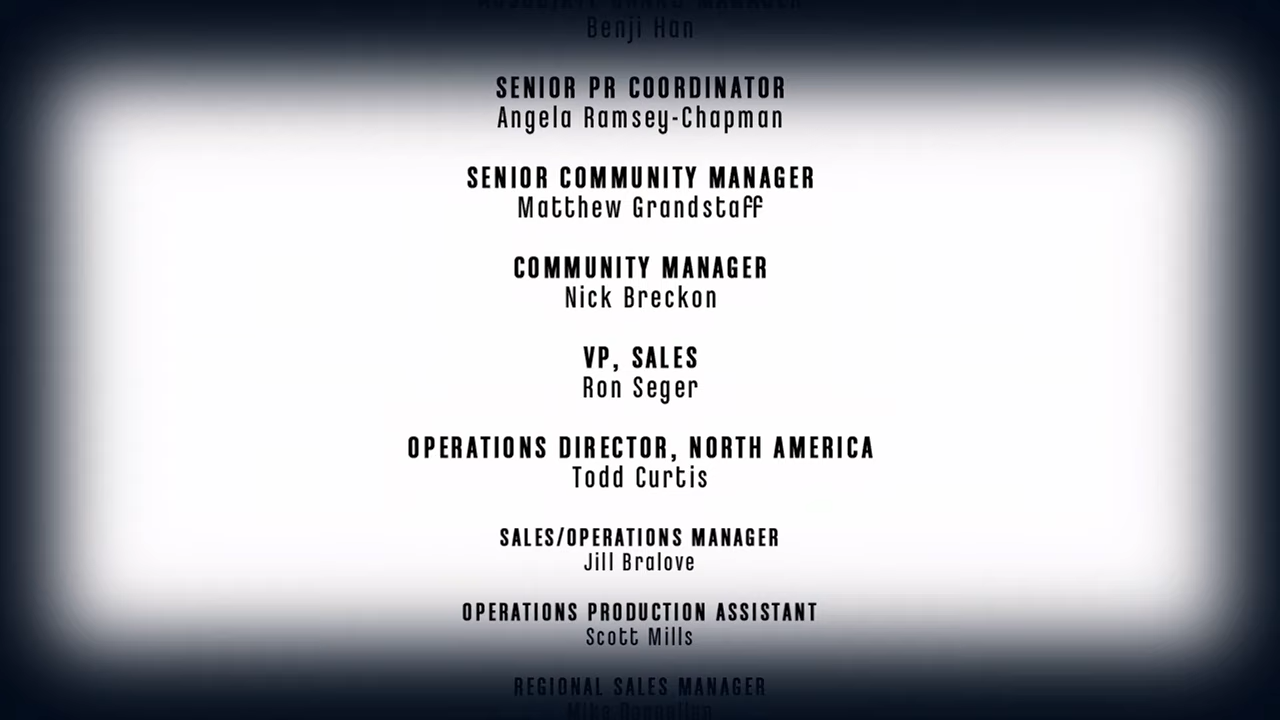 MANAGER
Benji Han
SENIOR PR COORDINATOR
Angela Ramsey-Chapman
SENIOR COMMUNITY MANAGER
Matthew Grandstaff
COMMUNITY MANAGER
Nick Breckon
VP, SALES
Ron Seger
OPERATIONS DIRECTOR, NORTH AMERICA
Todd Curtis
SALES/OPERATIONS MANAGER
Jill Bralove
OPERATIONS PRODUCTION ASSISTANT
Scott Mills
REGIONAL SALES MANAGER